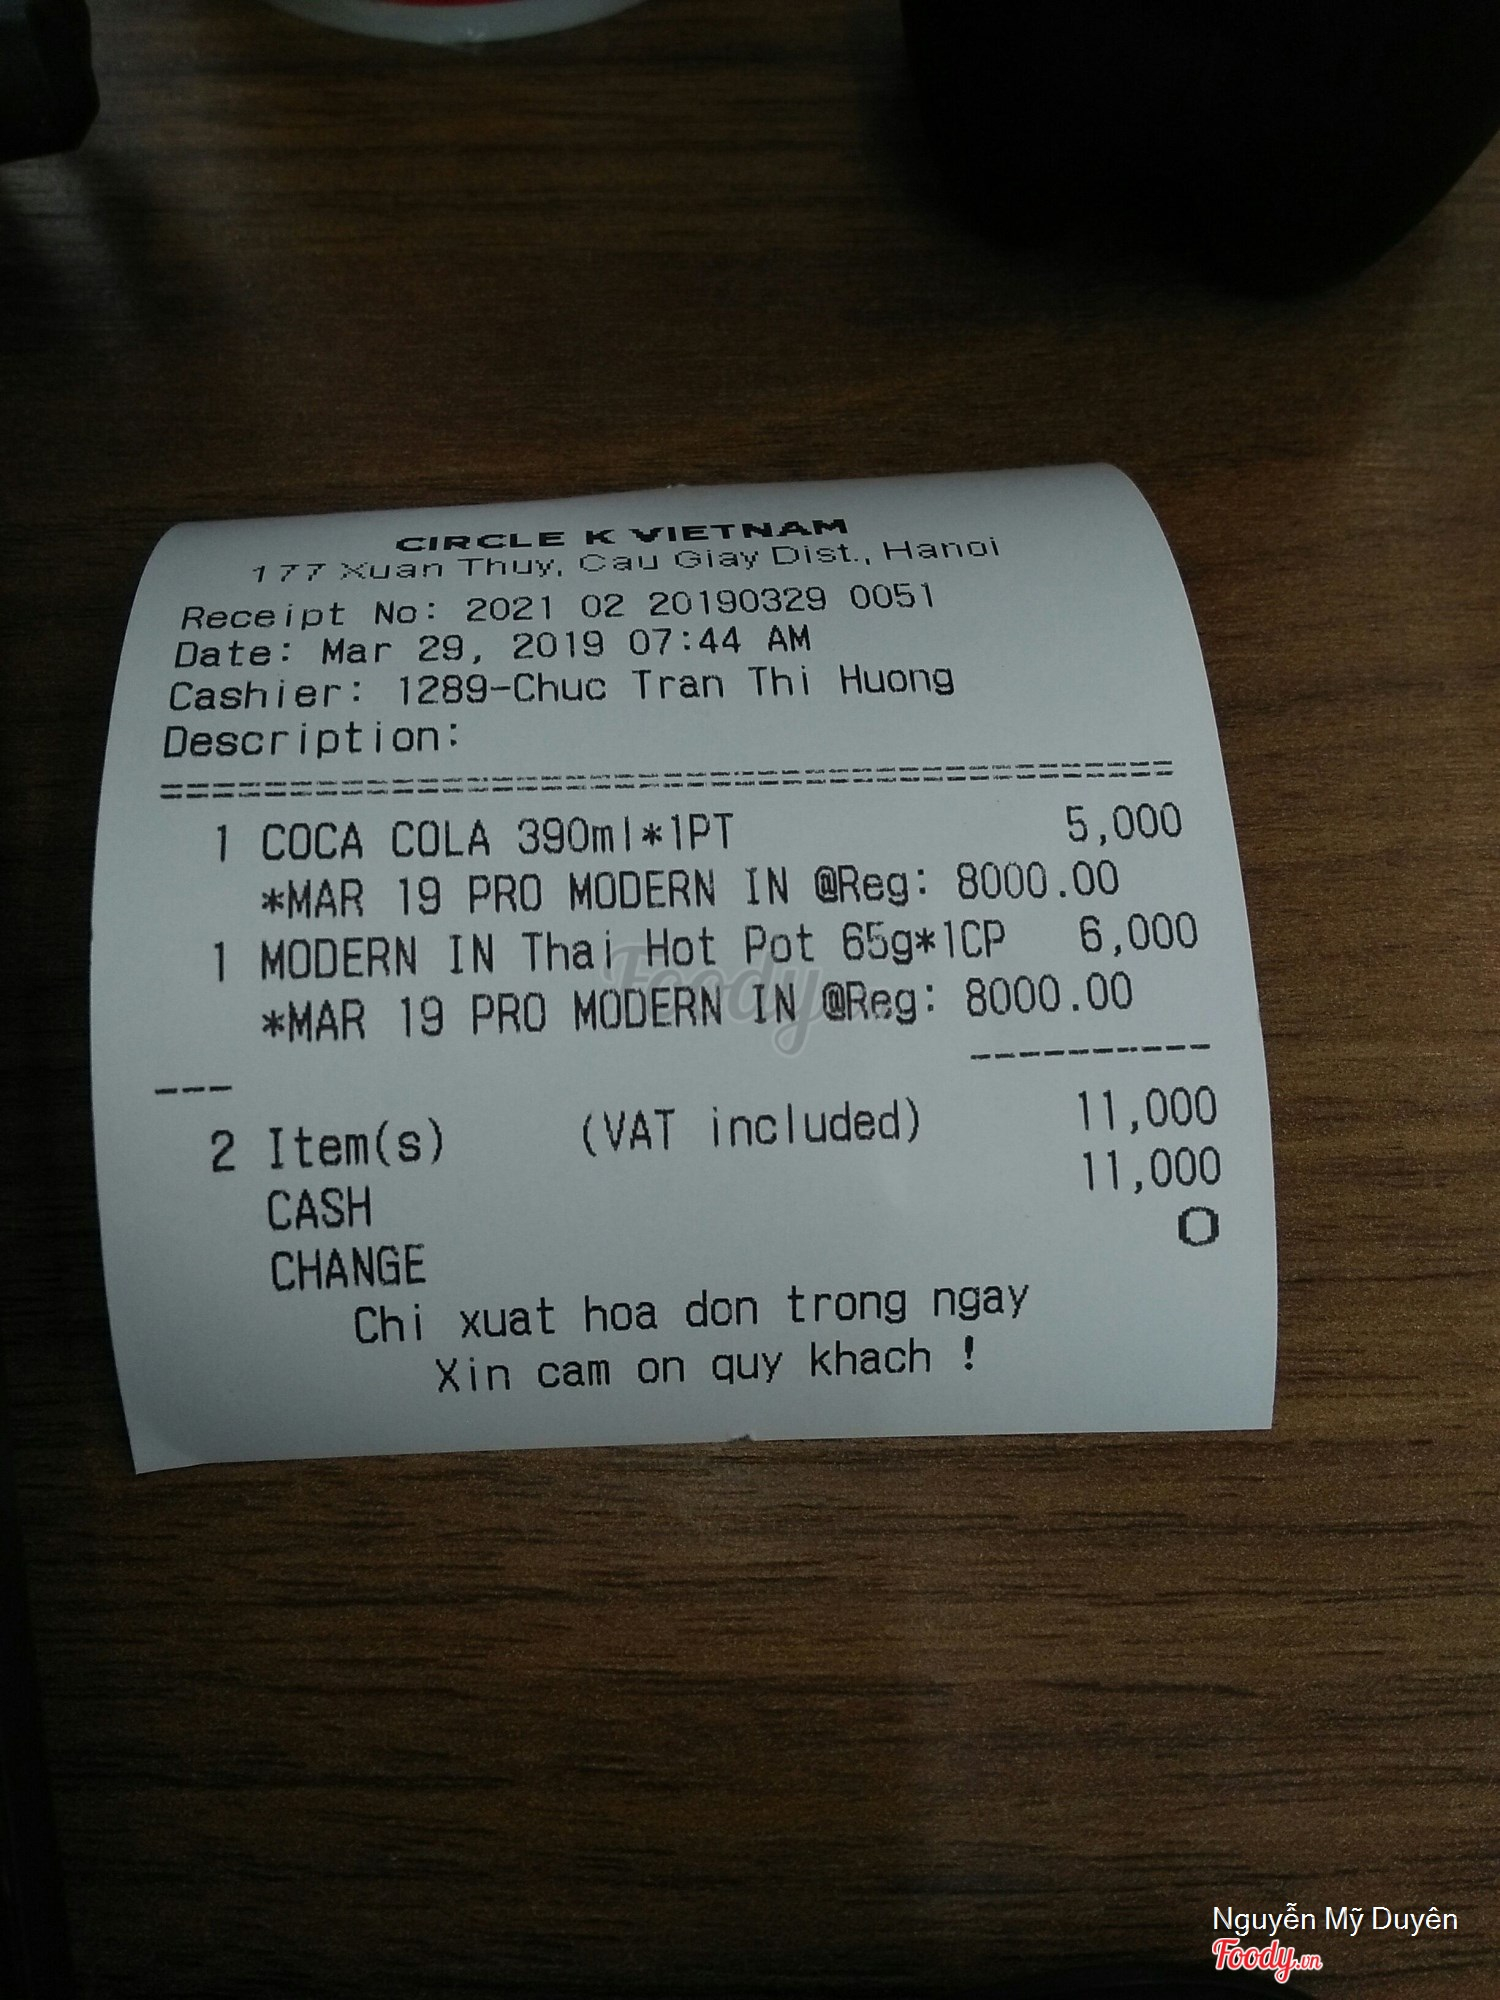 CIRCLE K VIETNAM
177 Xuan Thuy, Cau Giay Dist., Hanoi
Receipt No: 2021 02 20190329 0051
Date: Mar 29, 2019 07:44 AM
Cashier: 1289-Chuc Tran Thi Huong
Description:
1 COCA COLA 390ml*1PT 5,000
*MAR 19 PRO MODERN IN @Reg: 8000.00
1 MODERN IN Thai Hot Pot 65g*1CP 6,000
*MAR 19 PRO MODERN IN @Reg: 8000.00
2 Item(s) (VAT included) 11,000
CASH 11,000
CHANGE 0
Chi xuat hoa don trong ngay
Xin cam on quy khach !
Foody.vn
Nguyễn Mỹ Duyên
Foody.vn